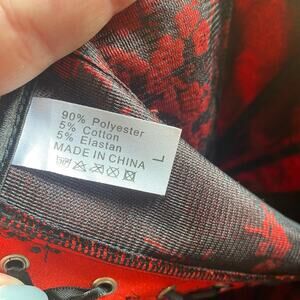 90% Polyester
5% Cotton
5% Elastan
MADE IN CHINA
L